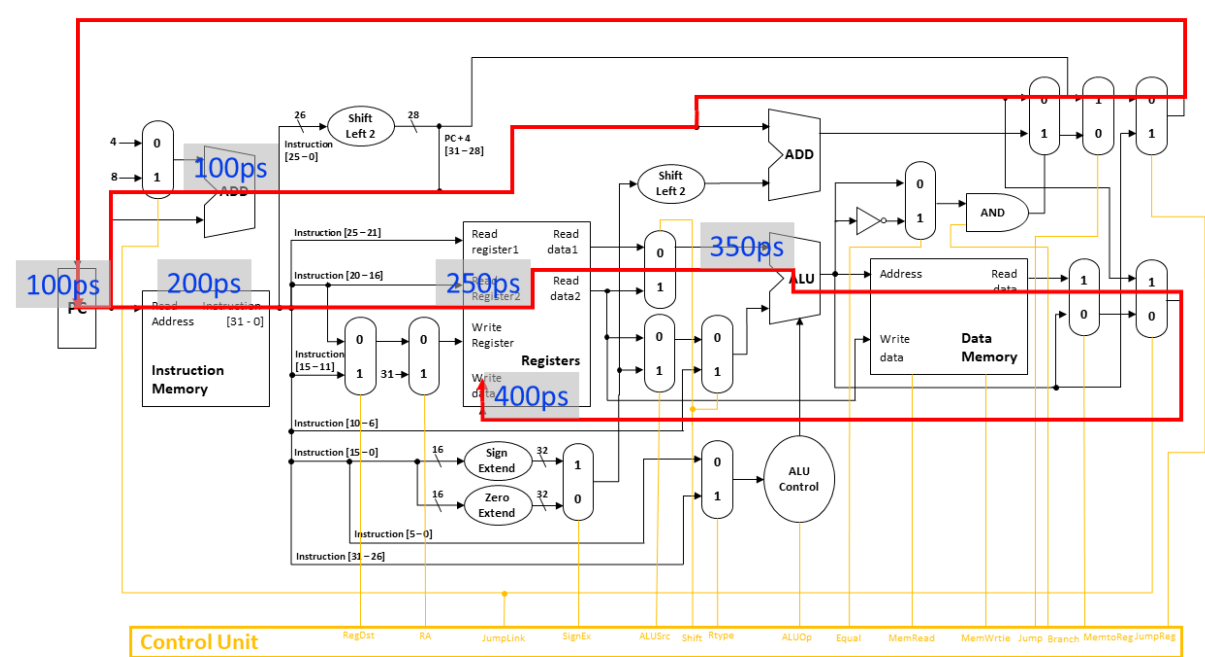 26
28
Shift
Left 2
Instruction
[25 – 0]
4
0
8
1
PC + 4
[31 – 28]
100ps
ADD
ADD
Shift
Left 2
0
1
1
0
0
1
0
1
AND
Instruction [25 – 21]
Read
register1
Read
data1
0
1
350ps
ALU
Instruction [20 – 16]
100ps
PC
200ps
250ps
Read
Register2
Read
data2
Read
Address
Instruction
[31 - 0]
Instruction
Memory
Write
Register
Registers
Write
data
400ps
0
1
0
1
Instruction
[15 – 11]
31
0
1
0
1
Address
Read
data
Write
data
Data
Memory
1
0
1
0
Instruction [10 – 6]
Instruction [15 – 0]
16
Sign
Extend
32
1
0
16
Zero
Extend
32
0
1
ALU
Control
Instruction [5 – 0]
Instruction [31 – 26]
Control Unit
RegDst
RA
JumpLink
SignEx
ALUSrc
Shift
Rtype
ALUOp
Equal
MemRead
MemWrtie
Jump
Branch
MemtoReg
JumpReg